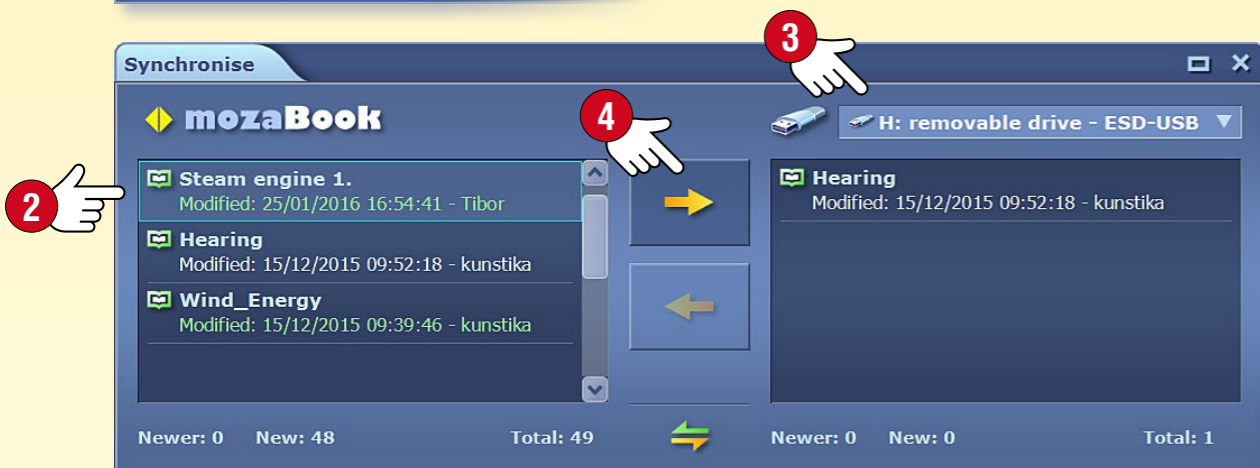 Synchronise
3
mozaBook
4
H: removable drive - ESD-USB
2
Steam engine 1.
Modified: 25/01/2016 16:54:41 - Tibor
Hearing
Modified: 15/12/2015 09:52:18 - kunstika
Wind_Energy
Modified: 15/12/2015 09:39:46 - kunstika
Newer: 0 New: 48 Total: 49
Hearing
Modified: 15/12/2015 09:52:18 - kunstika
Newer: 0 New: 0 Total: 1